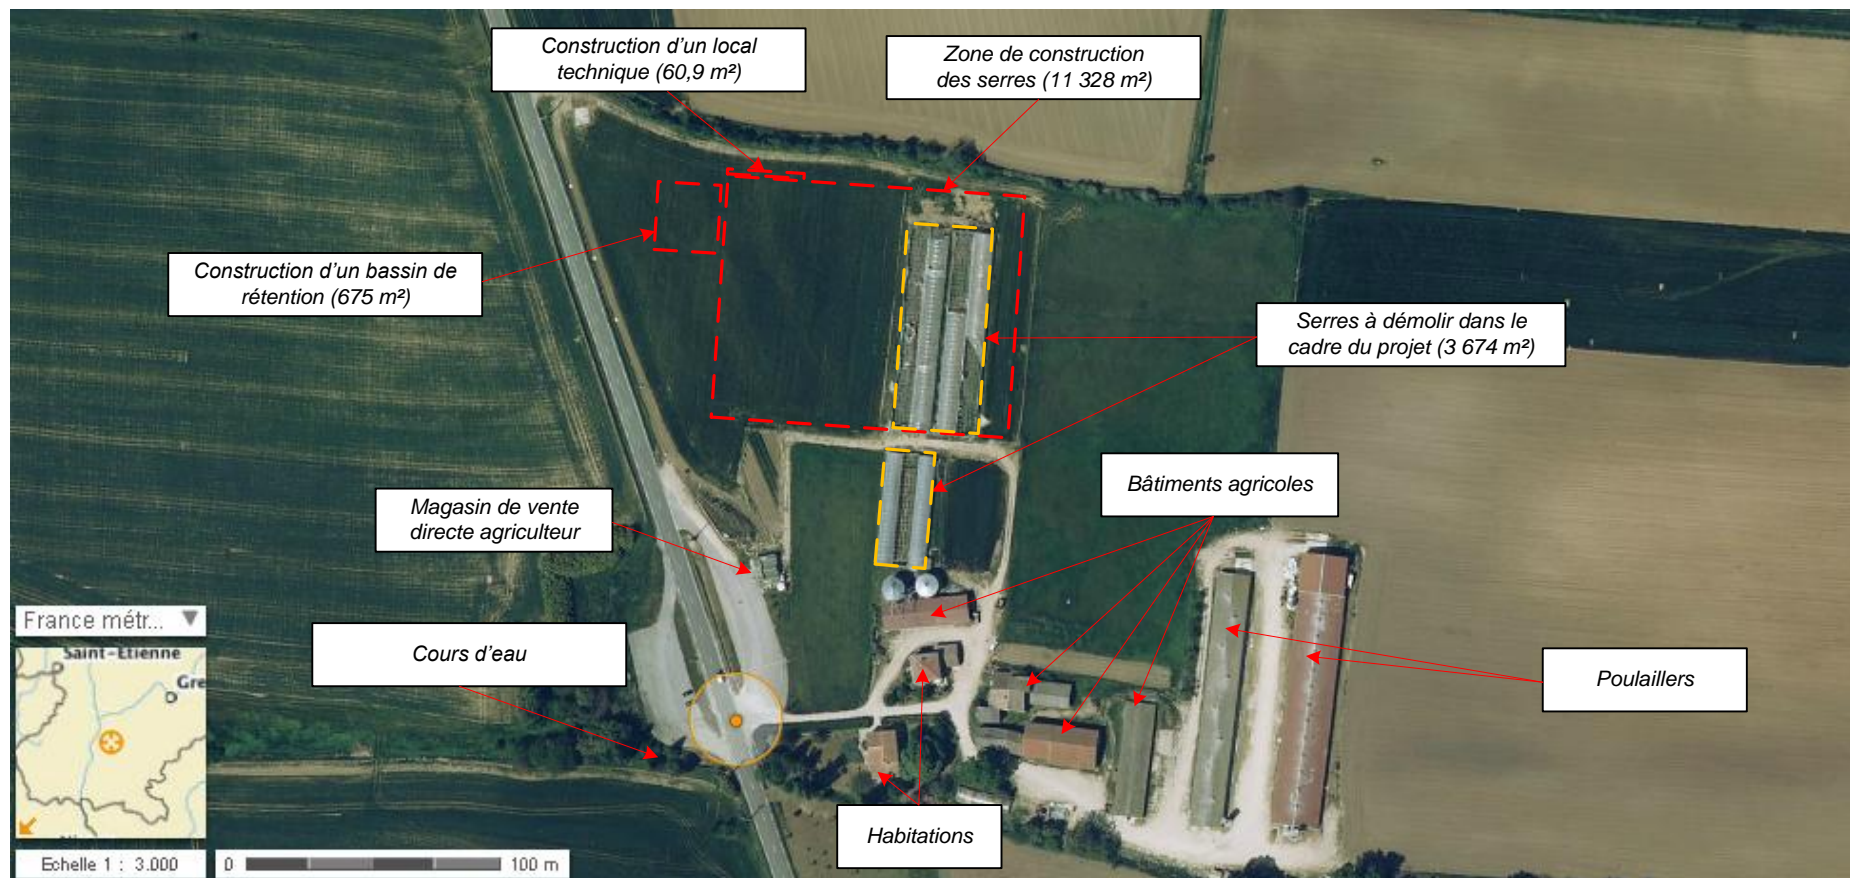 Construction d'un local
technique (60,9 m²)
Zone de construction
des serres (11 328 m²)
Construction d'un bassin de
rétention (675 m²)
Serres à démolir dans le
cadre du projet (3 674 m²)
Magasin de vente
directe agriculteur
Bâtiments agricoles
Cours d'eau
Poulaillers
Habitations
France métr...
Saint-Etienne
Gre
Echelle 1 : 3.000
0 100 m